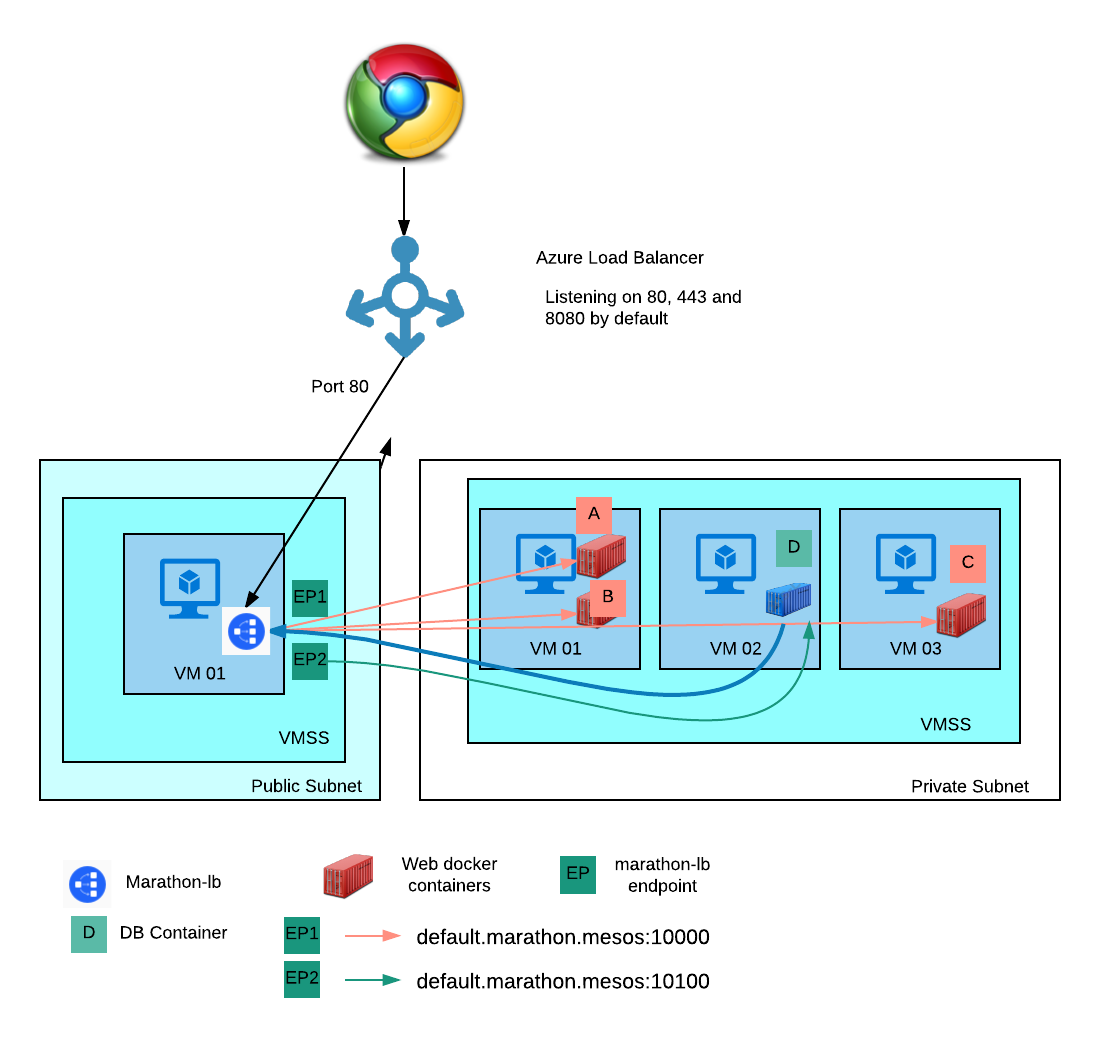 Azure Load Balancer
Listening on 80, 443 and
8080 by default
Port 80
A
D
C
EP1
B
VM 01
VM 02
VM 03
EP2
VM 01
VMSS
VMSS
Public Subnet
Private Subnet
Marathon-lb
Web docker
containers
EP
marathon-lb
endpoint
D
DB Container
EP1
default.marathon.mesos:10000
EP2
default.marathon.mesos:10100